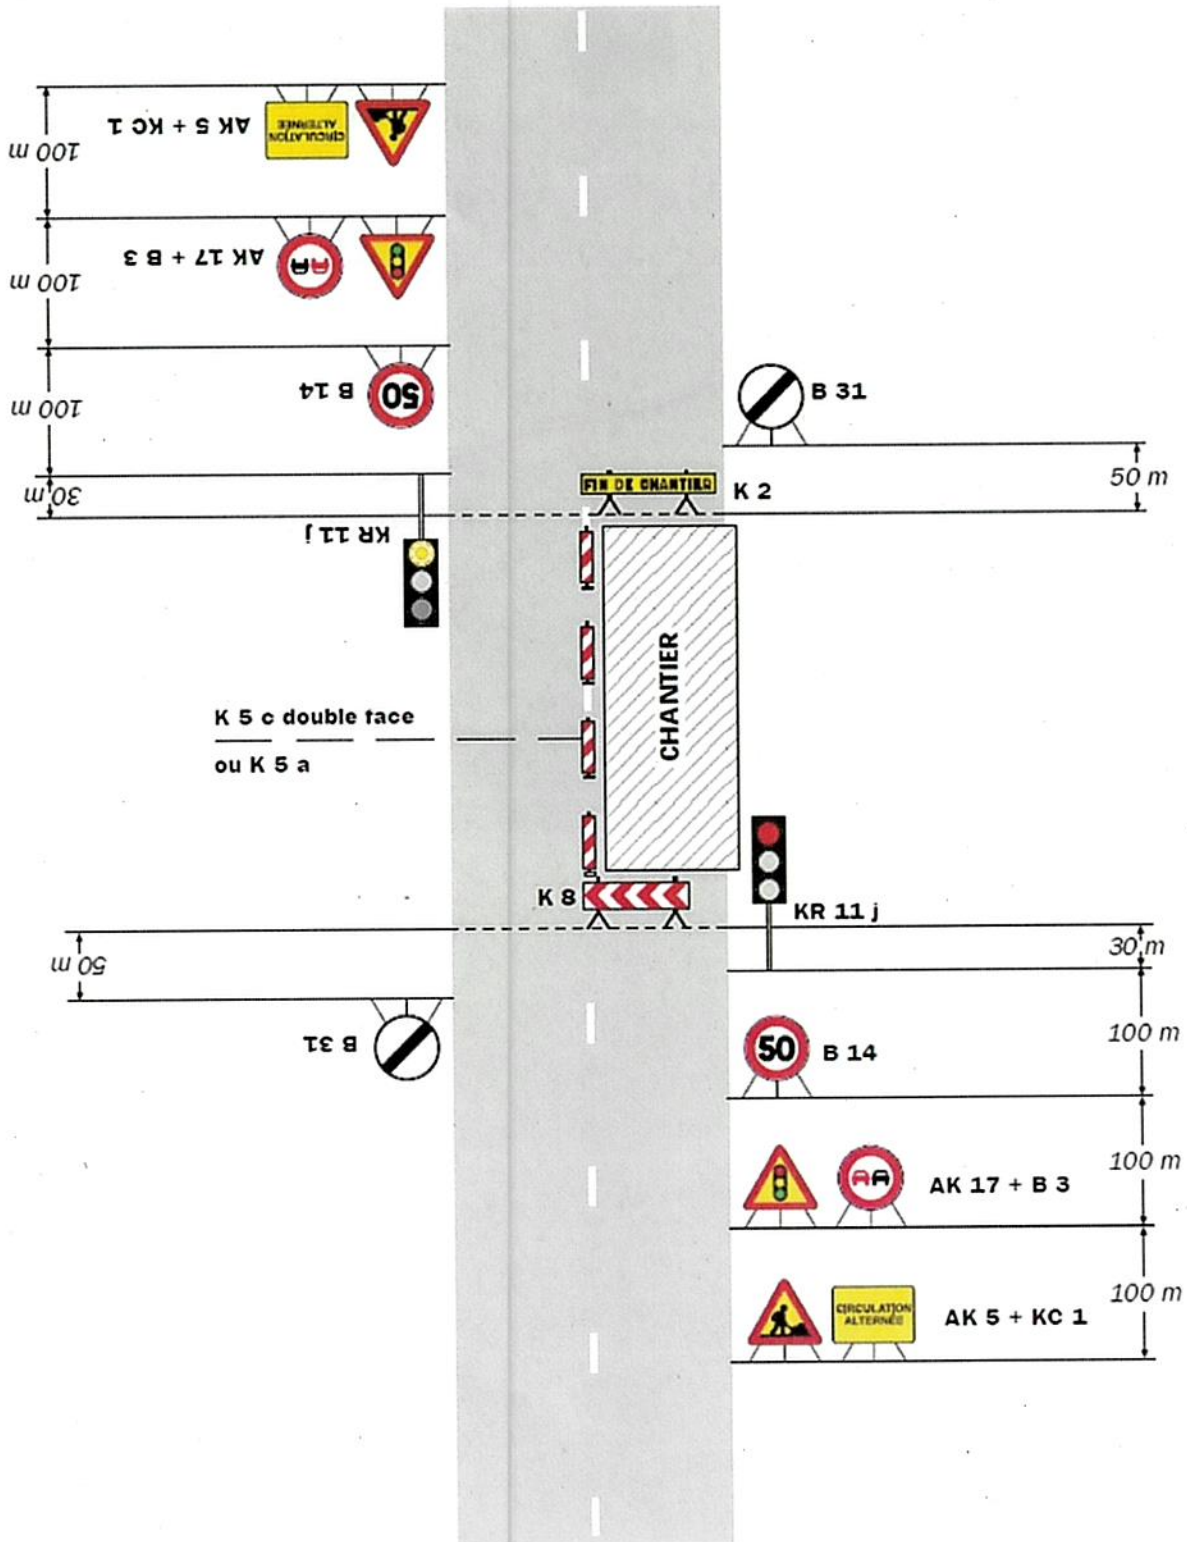 100 m
AK 5 + KC 1
CIRCULATION
ALTERNÉE
100 m
AK 17 + B 3
100 m
B 14
50
B 31
30 m
KR 11 j
FIN DE CHANTIER
K 2
50 m
K 5 c double face
ou K 5 a
CHANTIER
K 8
KR 11 j
30 m
50 m
B 31
50
B 14
100 m
AK 17 + B 3
100 m
CIRCULATION
ALTERNÉE
AK 5 + KC 1
100 m